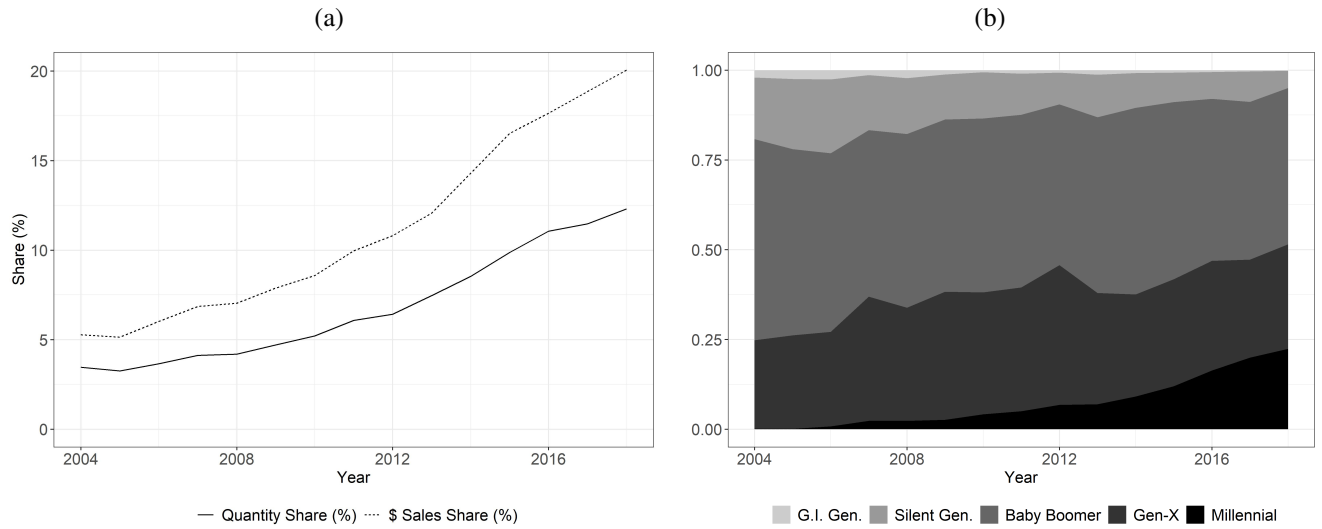 (a)
(b)
20
15
10
5
0
Share (%)
2004 2008 2012 2016
Year
Quantity Share (%) $ Sales Share (%)
1.00
0.75
0.50
0.25
0.00
2004 2008 2012 2016
Year
G.I. Gen. Silent Gen. Baby Boomer Gen-X Millennial